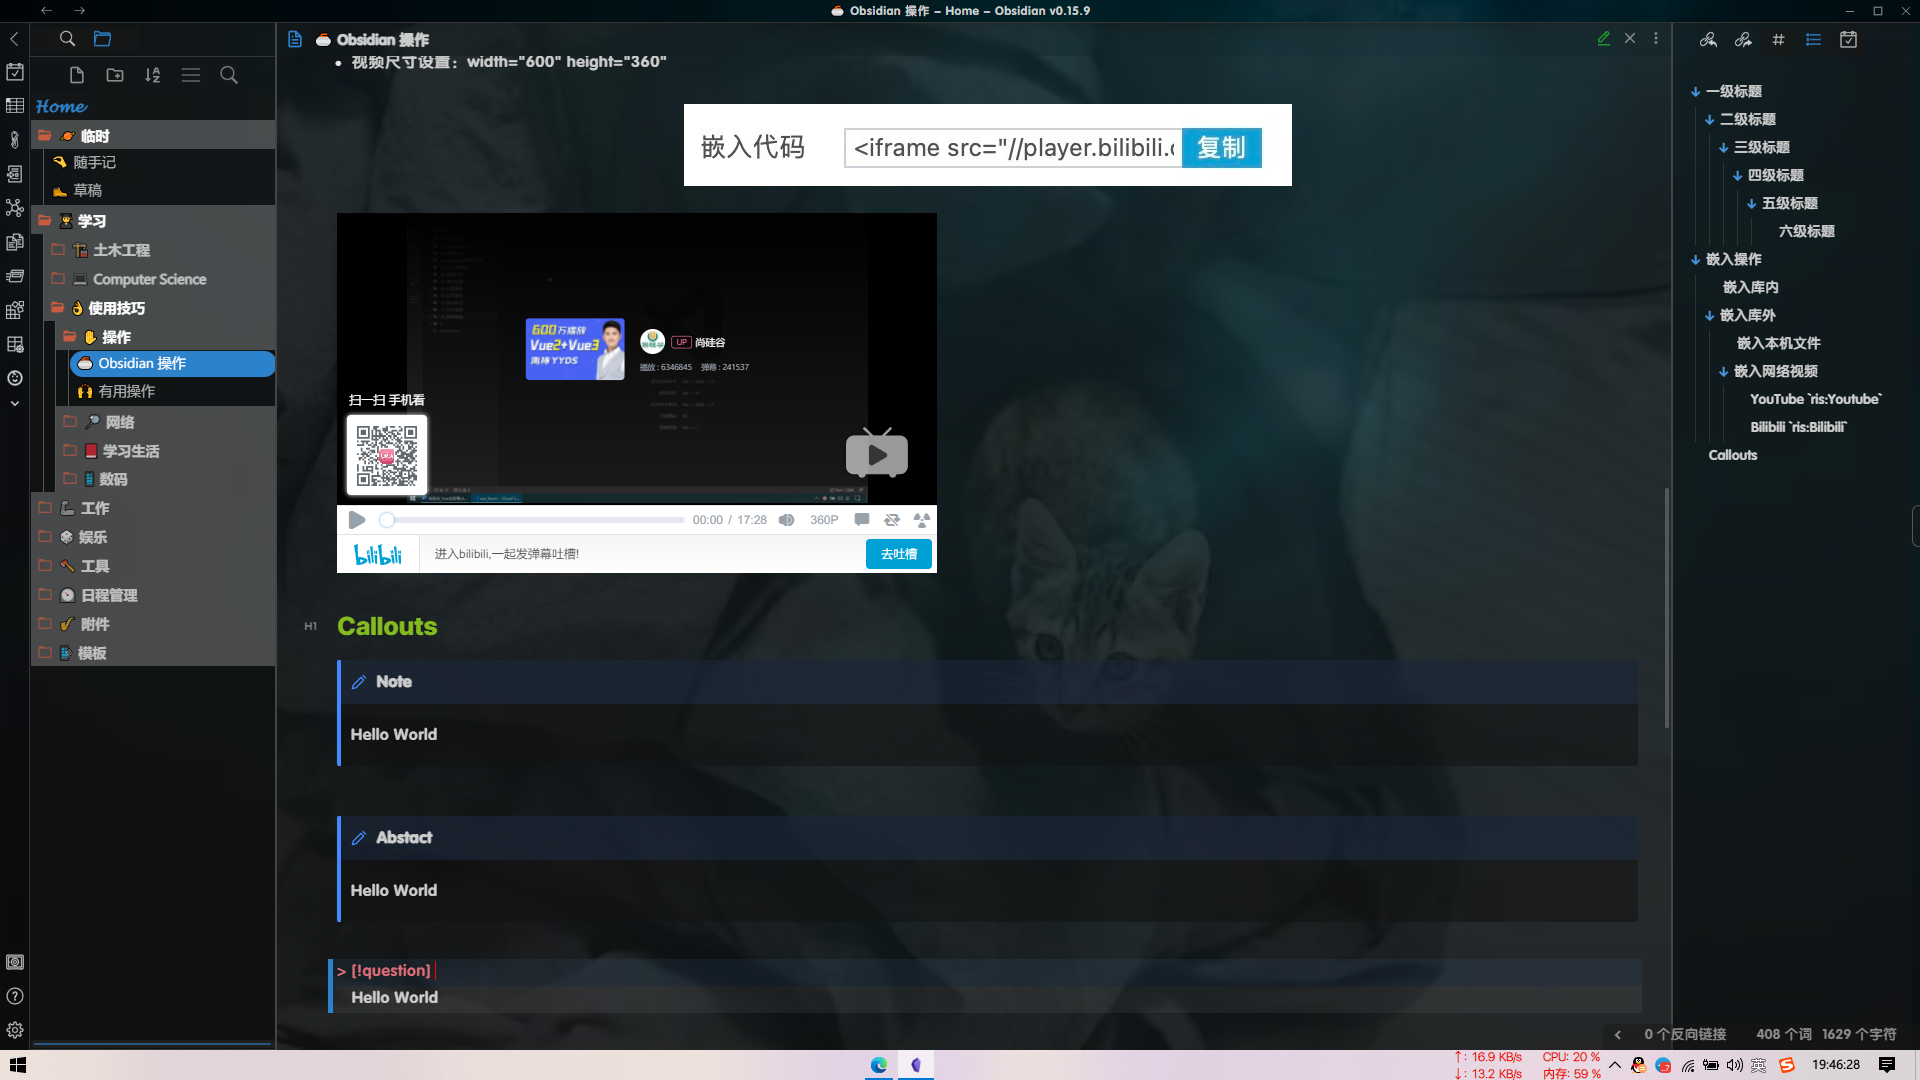 Obsidian 操作 - Home - Obsidian v0.15.9
Obsidian 操作
Home
临时
随手记
草稿
学习
土木工程
Computer Science
使用技巧
操作
Obsidian 操作
有用操作
网络
学习生活
数码
工作
娱乐
工具
日程管理
附件
模板
视频尺寸设置：width="600" height="360"
嵌入代码 <iframe src="//player.bilibili.c 复制
600万播放
Vue2+Vue3
UP 尚硅谷
播放 : 6346845 弹幕 : 241537
扫一扫 手机看
00:00 / 17:28 360P
bilibili 进入bilibili,一起发弹幕吐槽! 去吐槽
H1 Callouts
Note
Hello World
Abstact
Hello World
> [!question]
Hello World
一级标题
二级标题
三级标题
四级标题
五级标题
六级标题
嵌入操作
嵌入库内
嵌入库外
嵌入本机文件
嵌入网络视频
YouTube `ris:Youtube`
Bilibili `ris:Bilibili`
Callouts
0 个反向链接 408 个词 1629 个字符
↑: 16.9 KB/s CPU: 20 %
↓: 13.2 KB/s 内存: 59 %
英
19:46:28